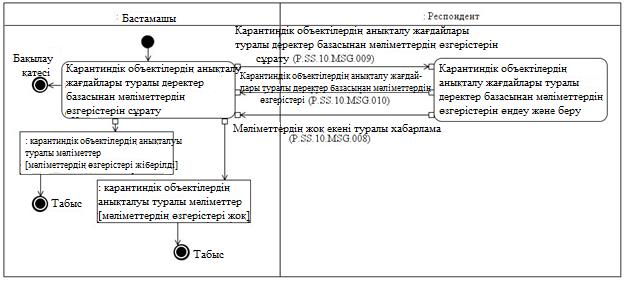 : Бастамашы
: Респондент
Карантиндік объектілердің анықталу жағдайлары
туралы деректер базасынан мәліметтердің өзгерістерін
сұрату (P.SS.10.MSG.009)
Бақылау
қатесі
Карантиндік объектілердің анықталу
жағдайлары туралы деректер
базасынан мәліметтердің
өзгерістерін сұрату
Карантиндік объектілердің анықталу жағдай-
лары туралы деректер базасынан мәліметтердің
өзгерістері (P.SS.10.MSG.010)
Карантиндік объектілердің
анықталу жағдайлары туралы
деректер базасынан мәліметтердің
өзгерістерін өңдеу және беру
Мәліметтердің жоқ екені туралы хабарлама
(P.SS.10.MSG.008)
: карантиндік объектілердің анықталуы
туралы мәліметтер
[мәліметтердің өзгерістері жіберілді]
Табыс
: карантиндік объектілердің
анықталуы туралы мәліметтер
[мәліметтердің өзгерістері жоқ]
Табыс